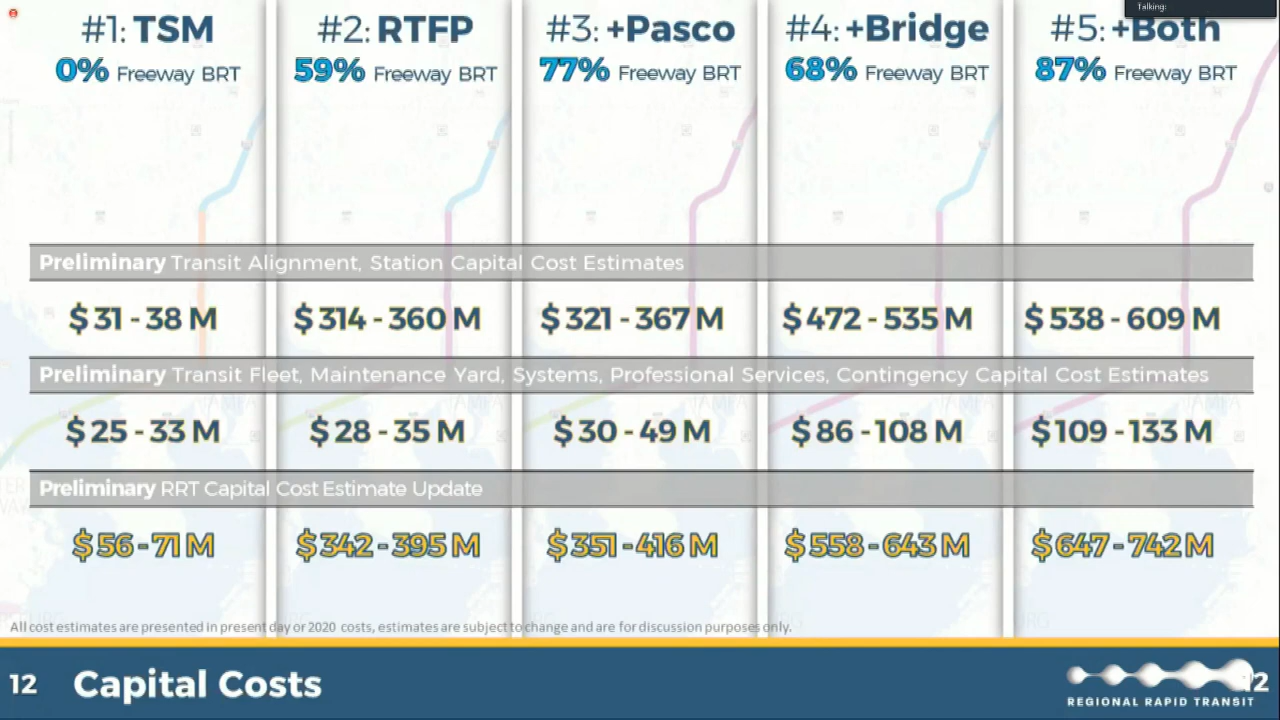 Talking:
#1: TSM #2: RTFP #3: +Pasco #4: +Bridge #5: +Both
0% Freeway BRT 59% Freeway BRT 77% Freeway BRT 68% Freeway BRT 87% Freeway BRT
Preliminary Transit Alignment, Station Capital Cost Estimates
$ 31 - 38 M $ 314 - 360 M $ 321 - 367 M $ 472 - 535 M $ 538 - 609 M
Preliminary Transit Fleet, Maintenance Yard, Systems, Professional Services, Contingency Capital Cost Estimates
$ 25 - 33 M $ 28 - 35 M $ 30 - 49 M $ 86 - 108 M $ 109 - 133 M
Preliminary RRT Capital Cost Estimate Update
$ 56 - 71 M $ 342 - 395 M $ 351 - 416 M $ 558 - 643 M $ 647 - 742 M
All cost estimates are presented in present day or 2020 costs, estimates are subject to change and are for discussion purposes only.
12 Capital Costs 12
REGIONAL RAPID TRANSIT